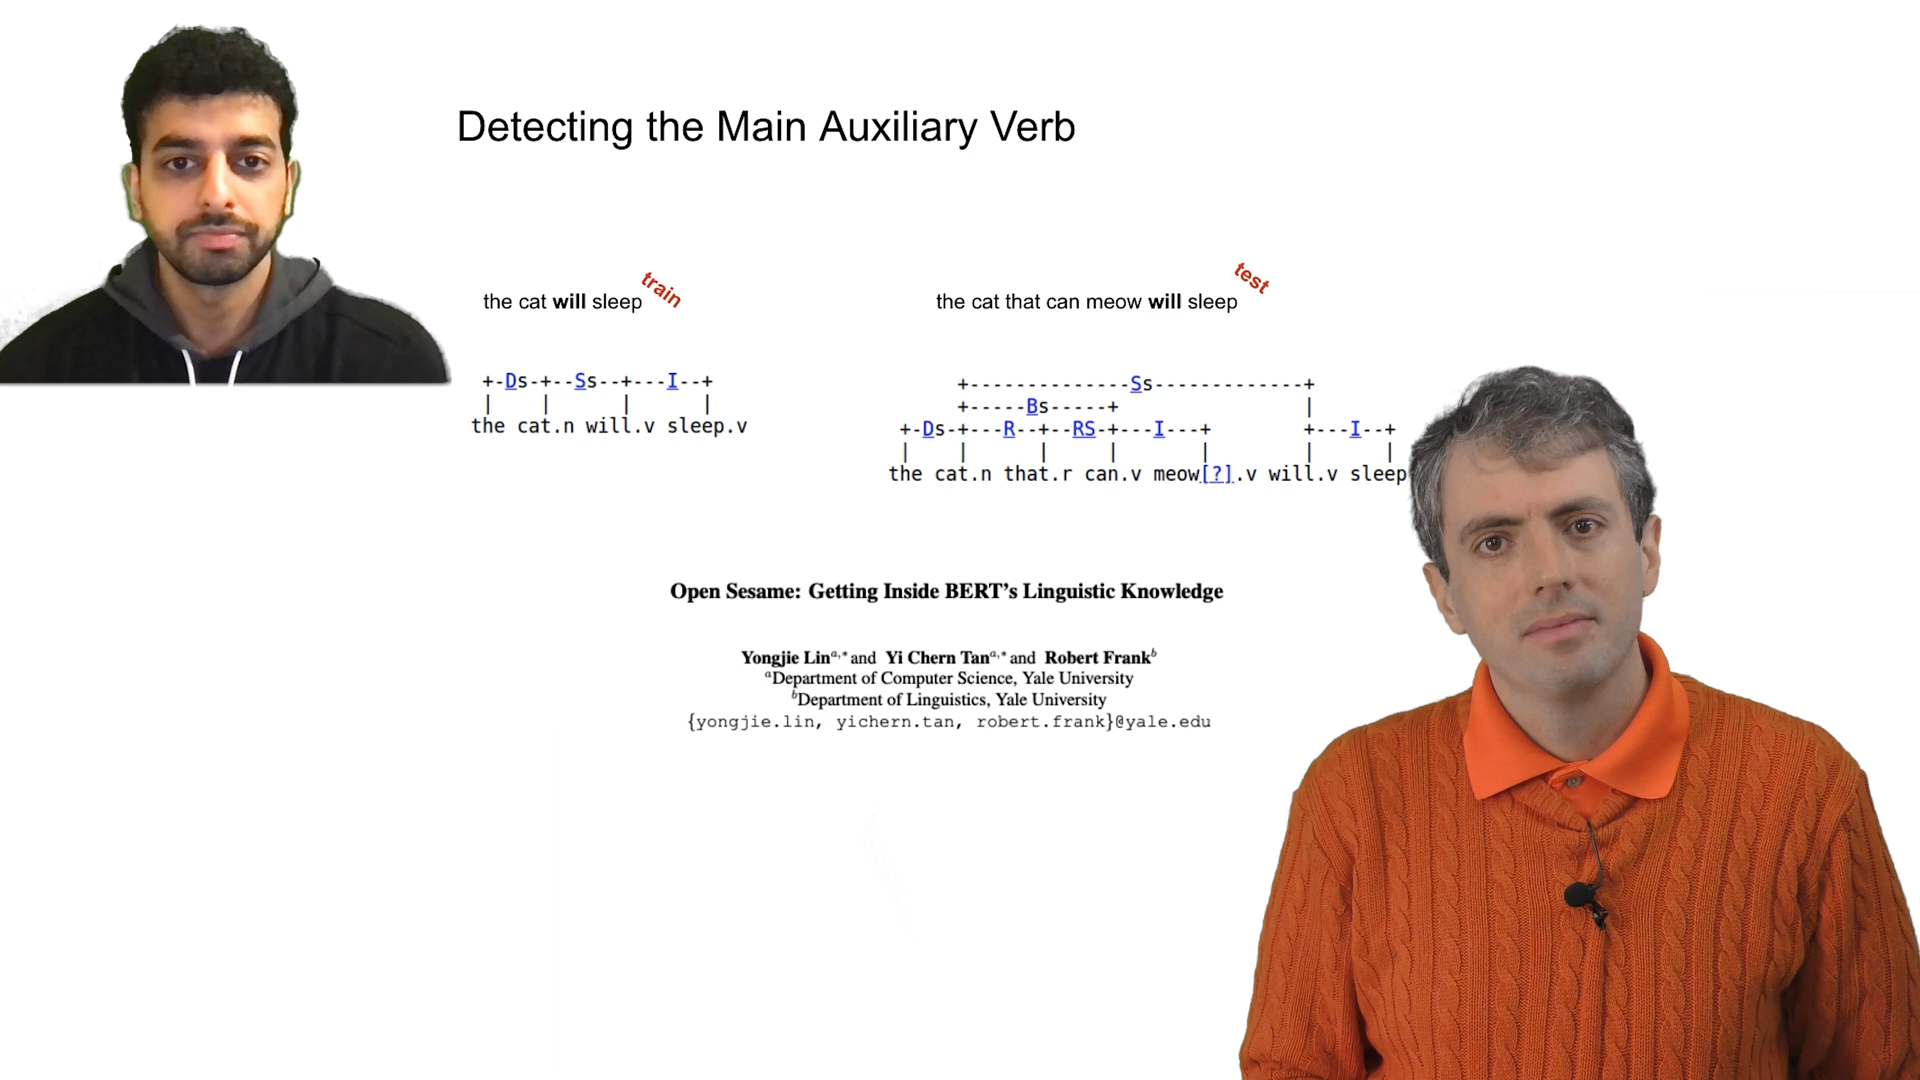 Detecting the Main Auxiliary Verb
train
the cat will sleep
test
the cat that can meow will sleep
+-Ds-+--Ss--+---I--+
|    |      |      |
the cat.n will.v sleep.v
+--------------Ss-------------+
+-----Bs-----+                |
+-Ds-+---R--+--RS-+---I---+        +---I--+
|    |      |     |       |        |      |
the cat.n that.r can.v meow[?].v will.v sleep
Open Sesame: Getting Inside BERT's Linguistic Knowledge
Yongjie Lin^a,* and Yi Chern Tan^a,* and Robert Frank^b
^aDepartment of Computer Science, Yale University
^bDepartment of Linguistics, Yale University
{yongjie.lin, yichern.tan, robert.frank}@yale.edu